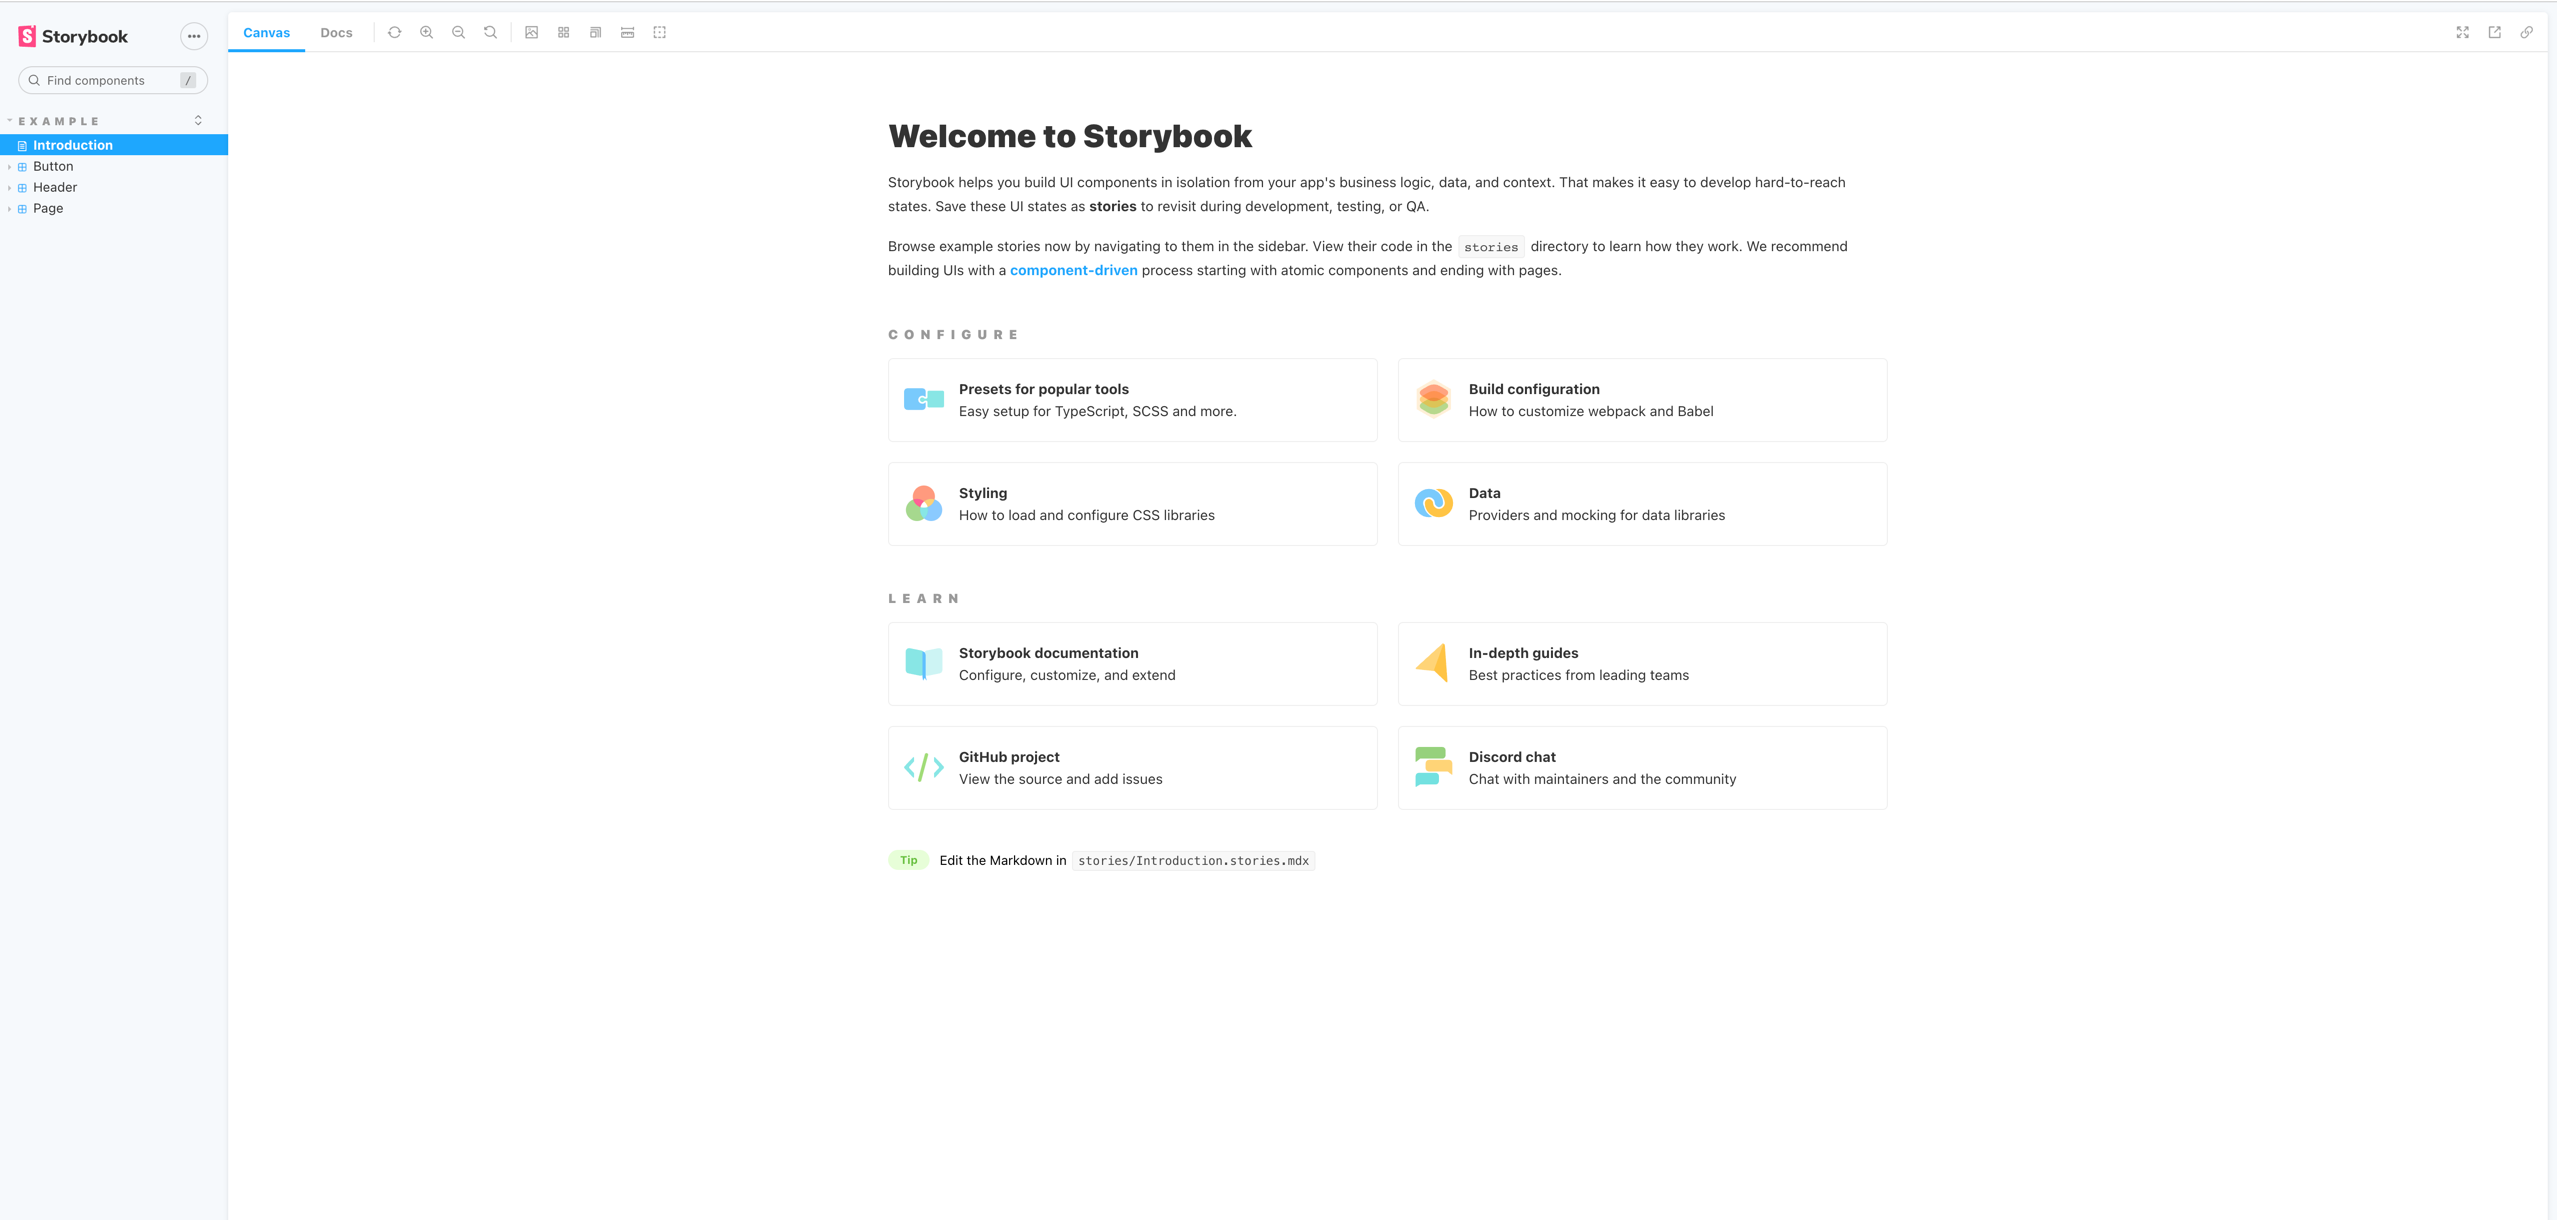 Storybook
Find components /
EXAMPLE
Introduction
Button
Header
Page
Canvas Docs
Welcome to Storybook
Storybook helps you build UI components in isolation from your app's business logic, data, and context. That makes it easy to develop hard-to-reach
states. Save these UI states as stories to revisit during development, testing, or QA.
Browse example stories now by navigating to them in the sidebar. View their code in the stories directory to learn how they work. We recommend
building UIs with a component-driven process starting with atomic components and ending with pages.
CONFIGURE
Presets for popular tools
Easy setup for TypeScript, SCSS and more.
Build configuration
How to customize webpack and Babel
Styling
How to load and configure CSS libraries
Data
Providers and mocking for data libraries
LEARN
Storybook documentation
Configure, customize, and extend
In-depth guides
Best practices from leading teams
GitHub project
View the source and add issues
Discord chat
Chat with maintainers and the community
Tip Edit the Markdown in stories/Introduction.stories.mdx